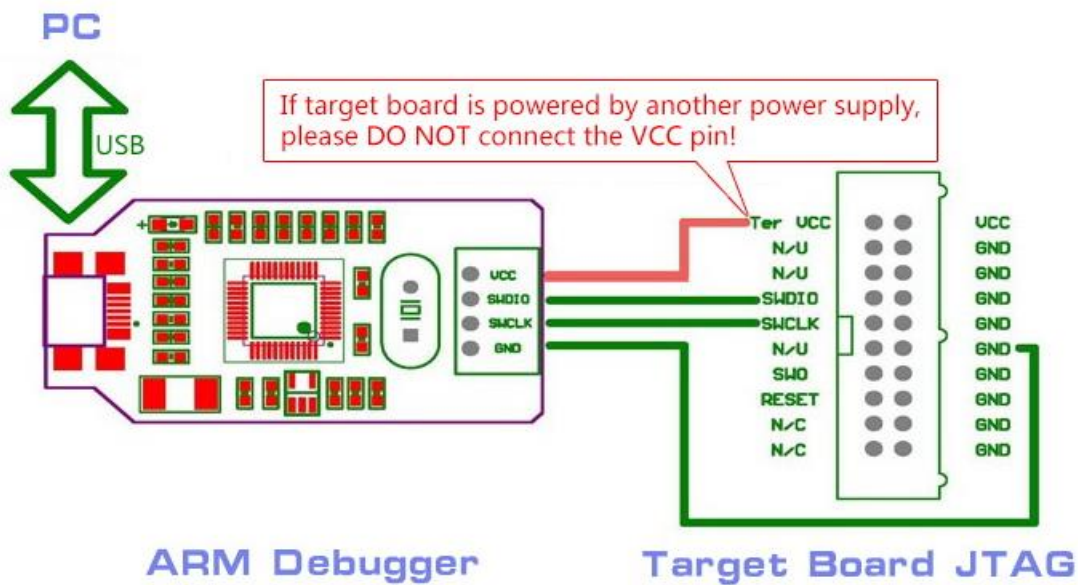 PC
USB
If target board is powered by another power supply,
please DO NOT connect the VCC pin!
VCC
SWDIO
SWCLK
GND
Ter VCC
N/U
N/U
SWDIO
SWCLK
N/U
SWO
RESET
N/C
N/C
VCC
GND
GND
GND
GND
GND
GND
GND
GND
GND
ARM Debugger
Target Board JTAG